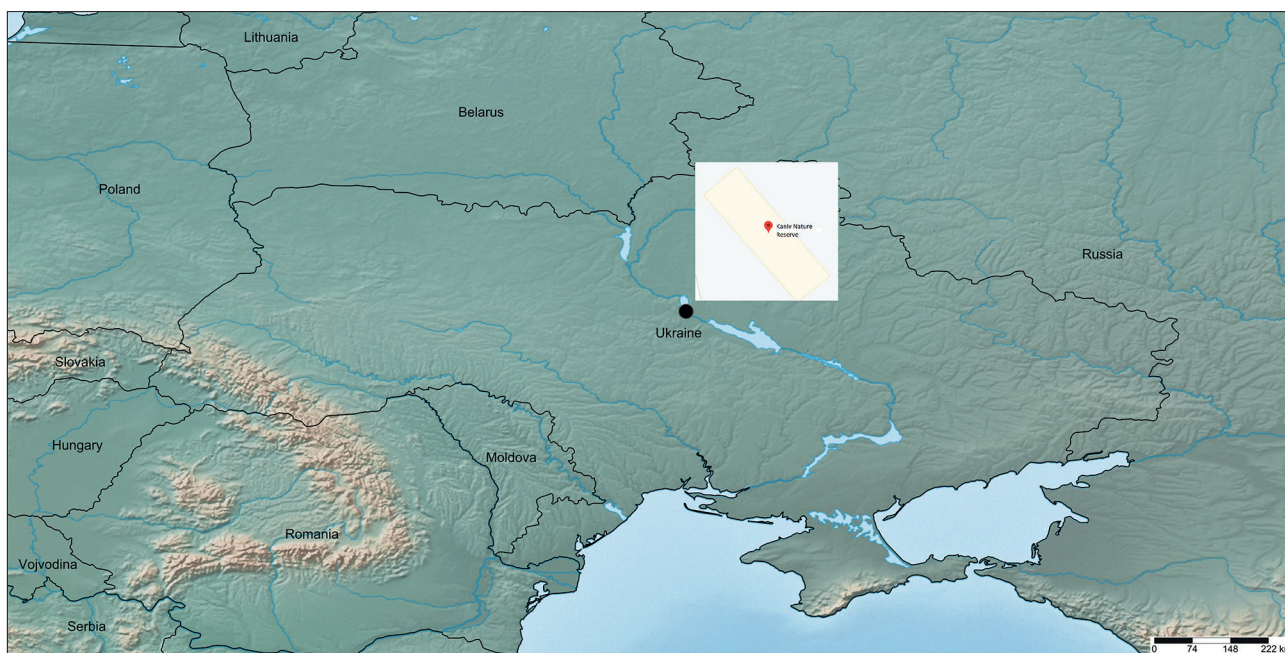 Lithuania
Belarus
Poland
Kaniv Nature
Reserve
Russia
Ukraine
Slovakia
Hungary
Moldova
Romania
Vojvodina
Serbia
0 74 148 222